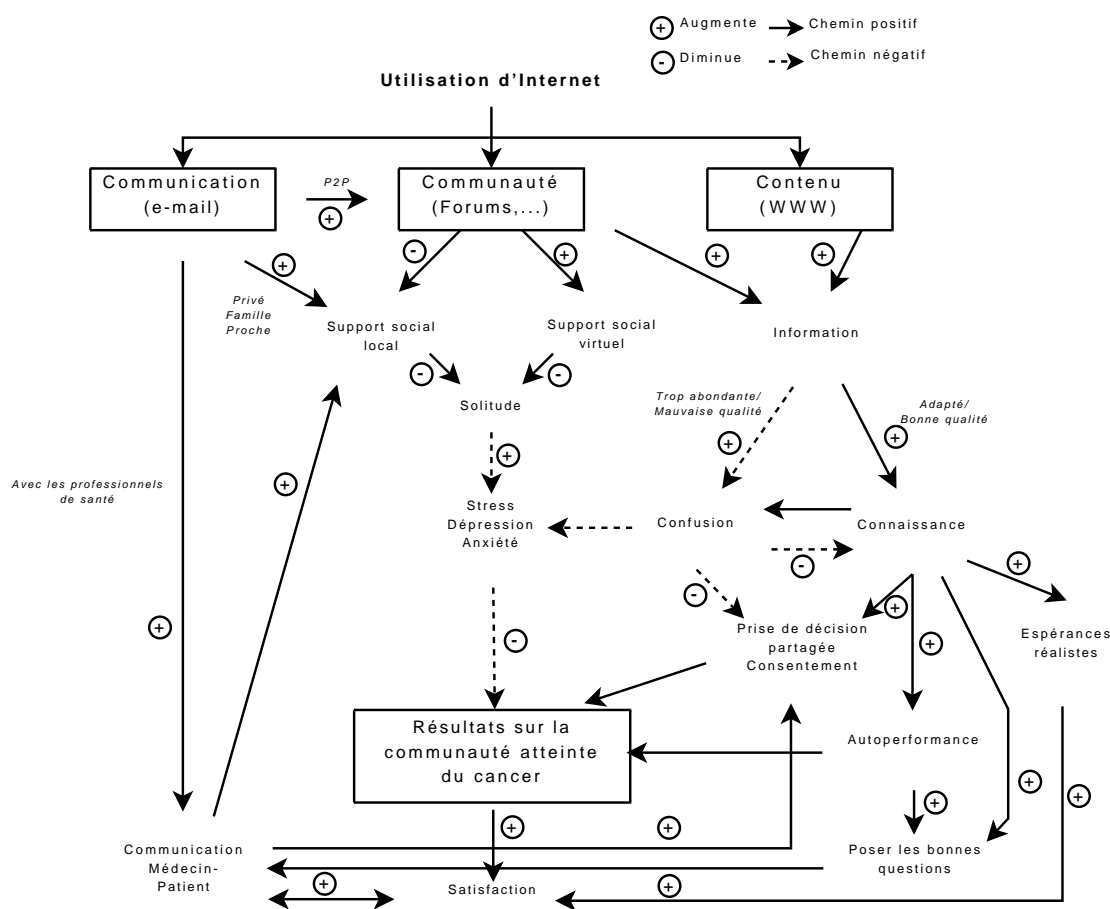 + Augmente
Chemin positif
- Diminue
Chemin négatif
Utilisation d'Internet
Communication
(e-mail)
P2P
+
Communauté
(Forums,...)
Contenu
(WWW)
+
-
+
+
+
Privé
Famille
Proche
Support social
local
Support social
virtuel
Information
-
-
Solitude
Trop abondante/
Mauvaise qualité
Adapté/
Bonne qualité
+
+
+
Avec les professionnels
de santé
+
Stress
Dépression
Anxiété
Confusion
Connaissance
-
+
-
+
+
+
-
Prise de décision
partagée
Consentement
Espérances
réalistes
Résultats sur la
communauté atteinte
du cancer
Autoperformance
+
+
+
+
+
Communication
Médecin-
Patient
Poser les bonnes
questions
+
+
Satisfaction